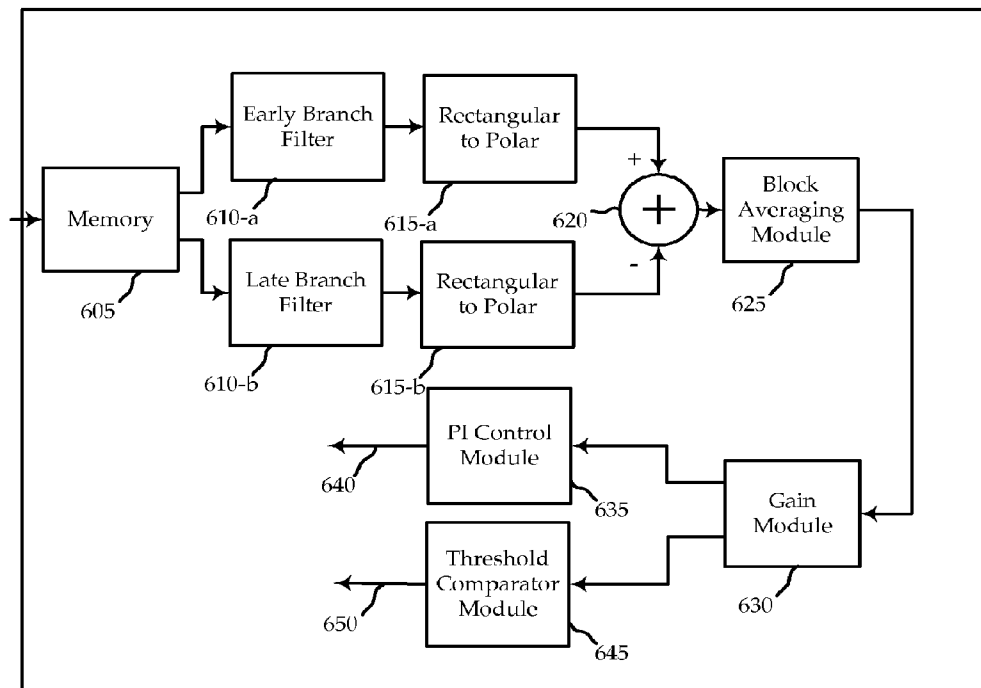 Early Branch
Filter
610-a
Rectangular
to Polar
615-a
+
620
+
Block
Averaging
Module
625
Memory
605
Late Branch
Filter
610-b
Rectangular
to Polar
615-b
-
PI Control
Module
635
640
Gain
Module
630
Threshold
Comparator
Module
645
650